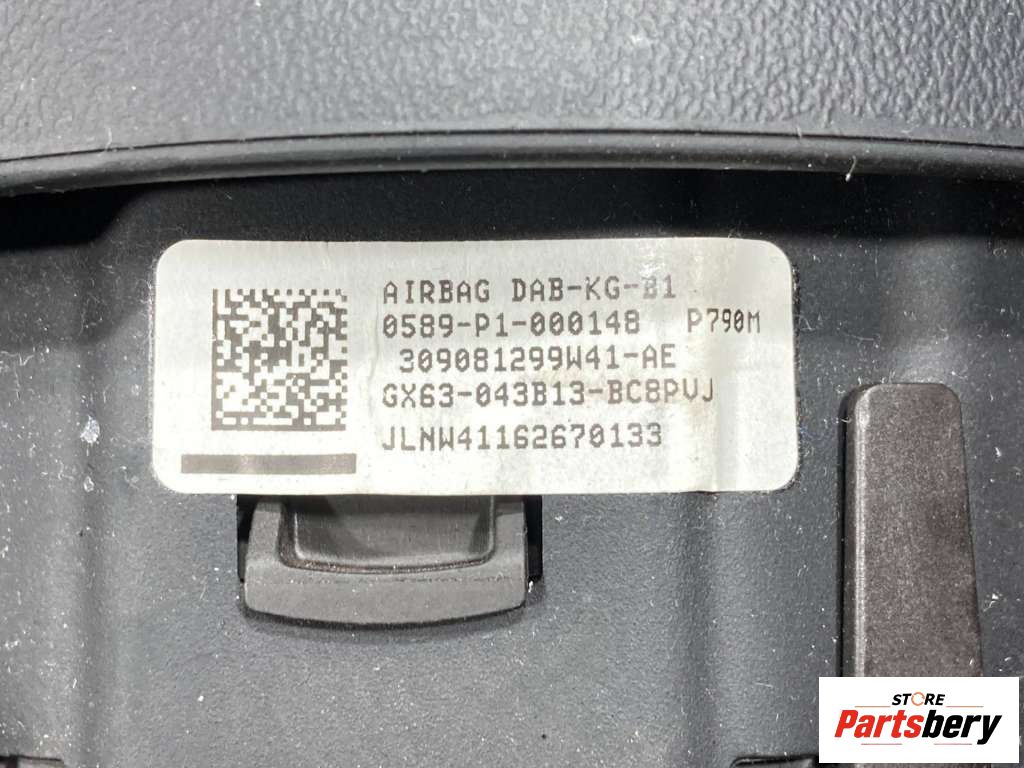 AIRBAG DAB-KG-B1
0589-P1-000148 P790M
309081299W41-AE
GX63-043B13-BC8PVJ
JLNW41162670133
STORE
Partsbery